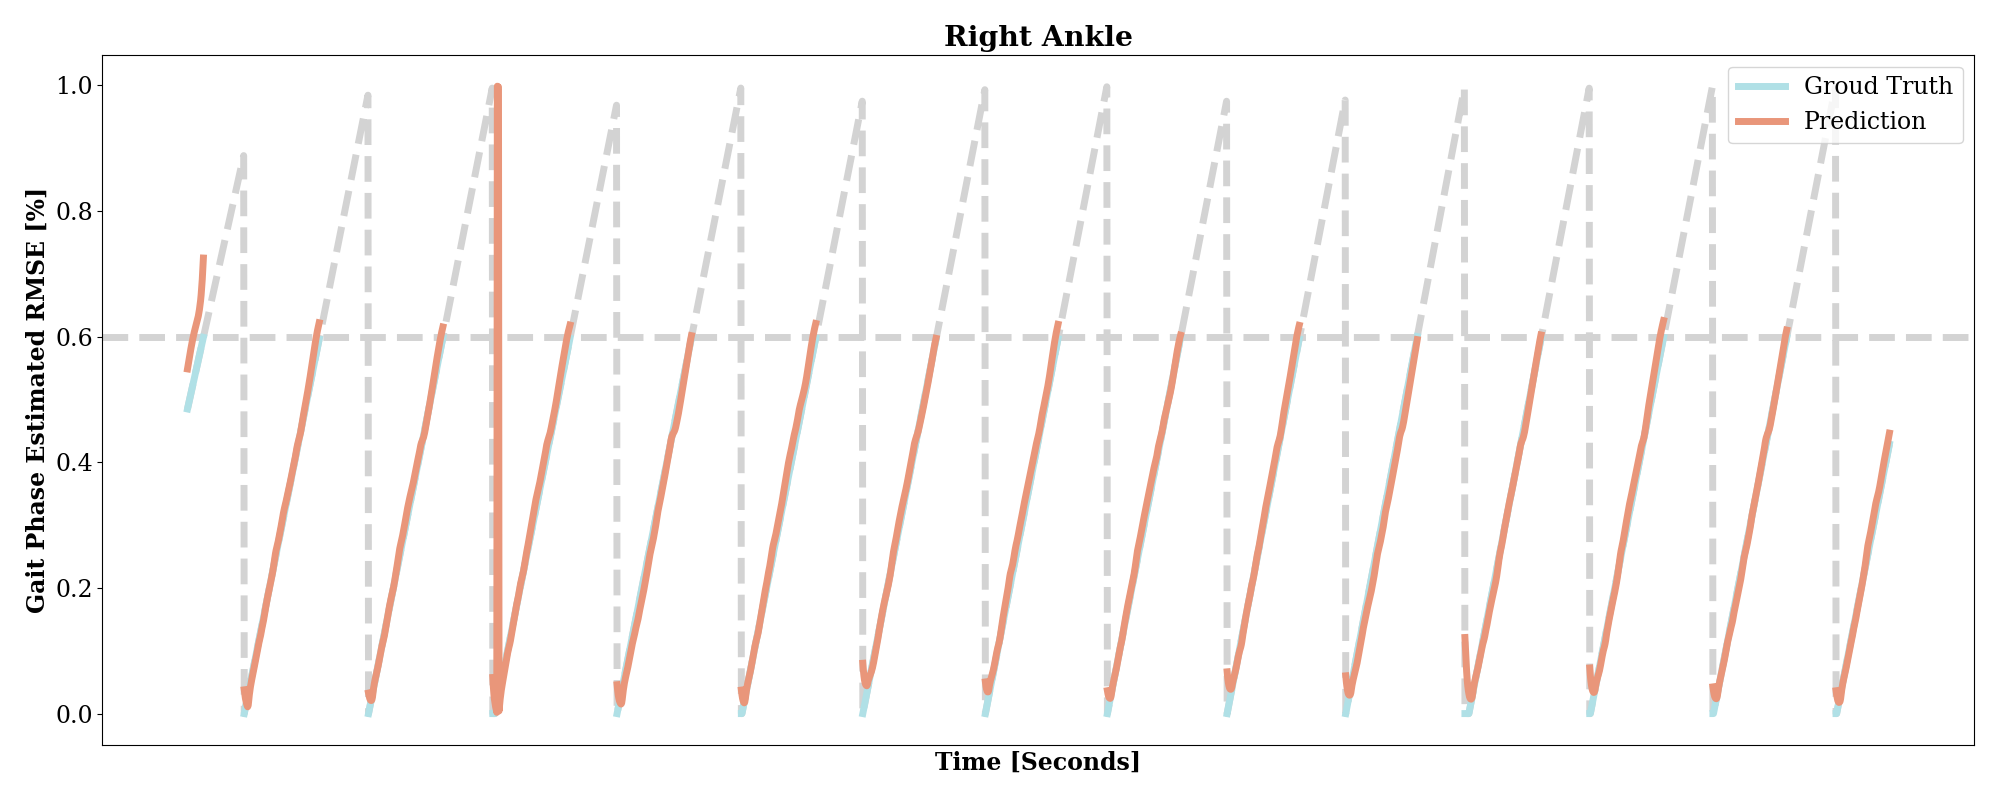 Right Ankle
Gait Phase Estimated RMSE [%]
1.0
0.8
0.6
0.4
0.2
0.0
Groud Truth
Prediction
Time [Seconds]